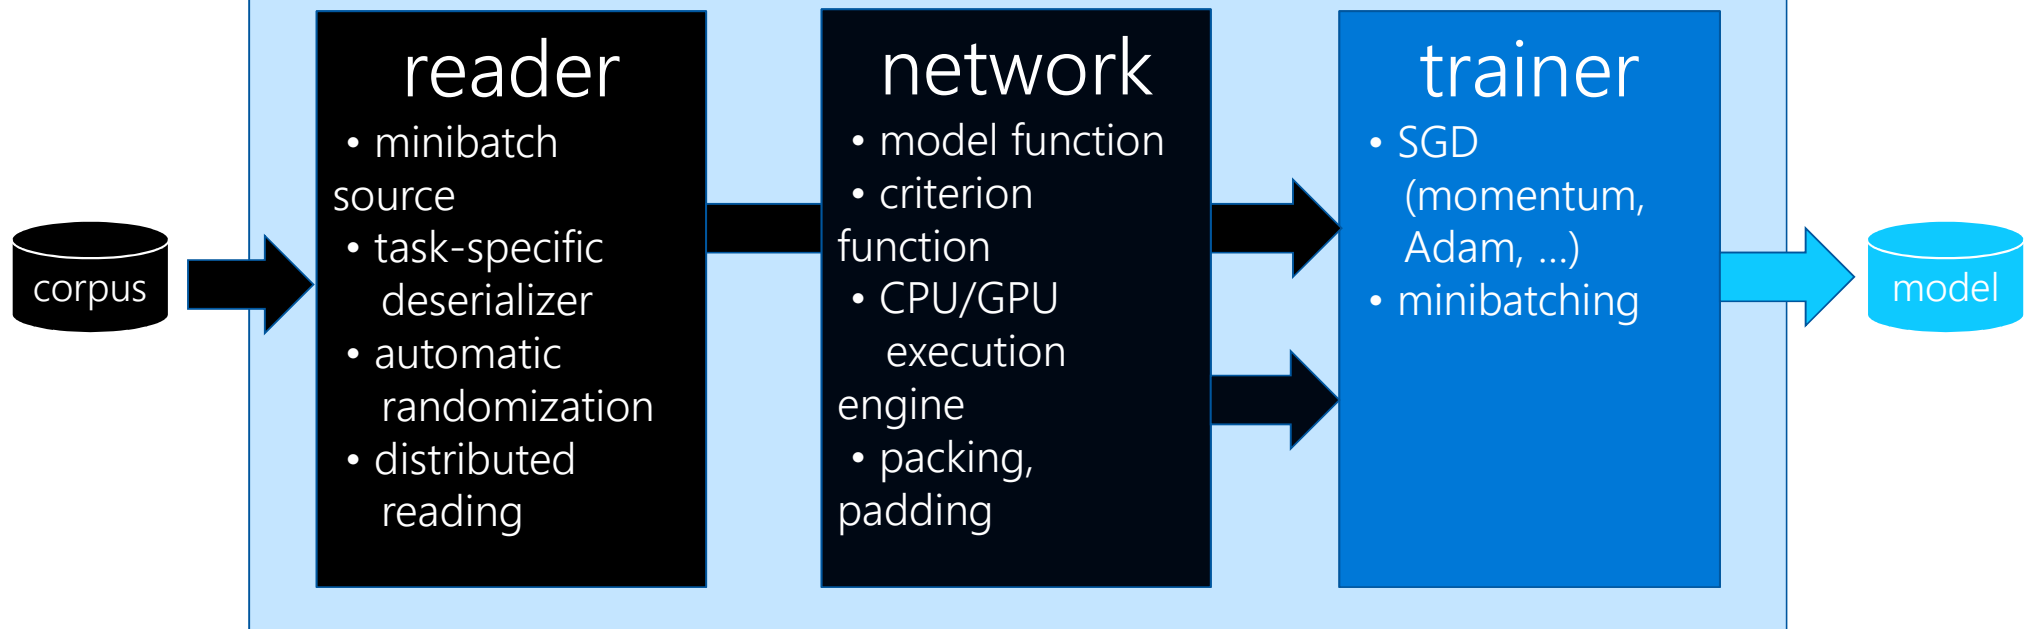 corpus
reader
• minibatch
source
• task-specific
deserializer
• automatic
randomization
• distributed
reading
network
• model function
• criterion
function
• CPU/GPU
execution
engine
• packing,
padding
trainer
• SGD
(momentum,
Adam, ...)
• minibatching
model